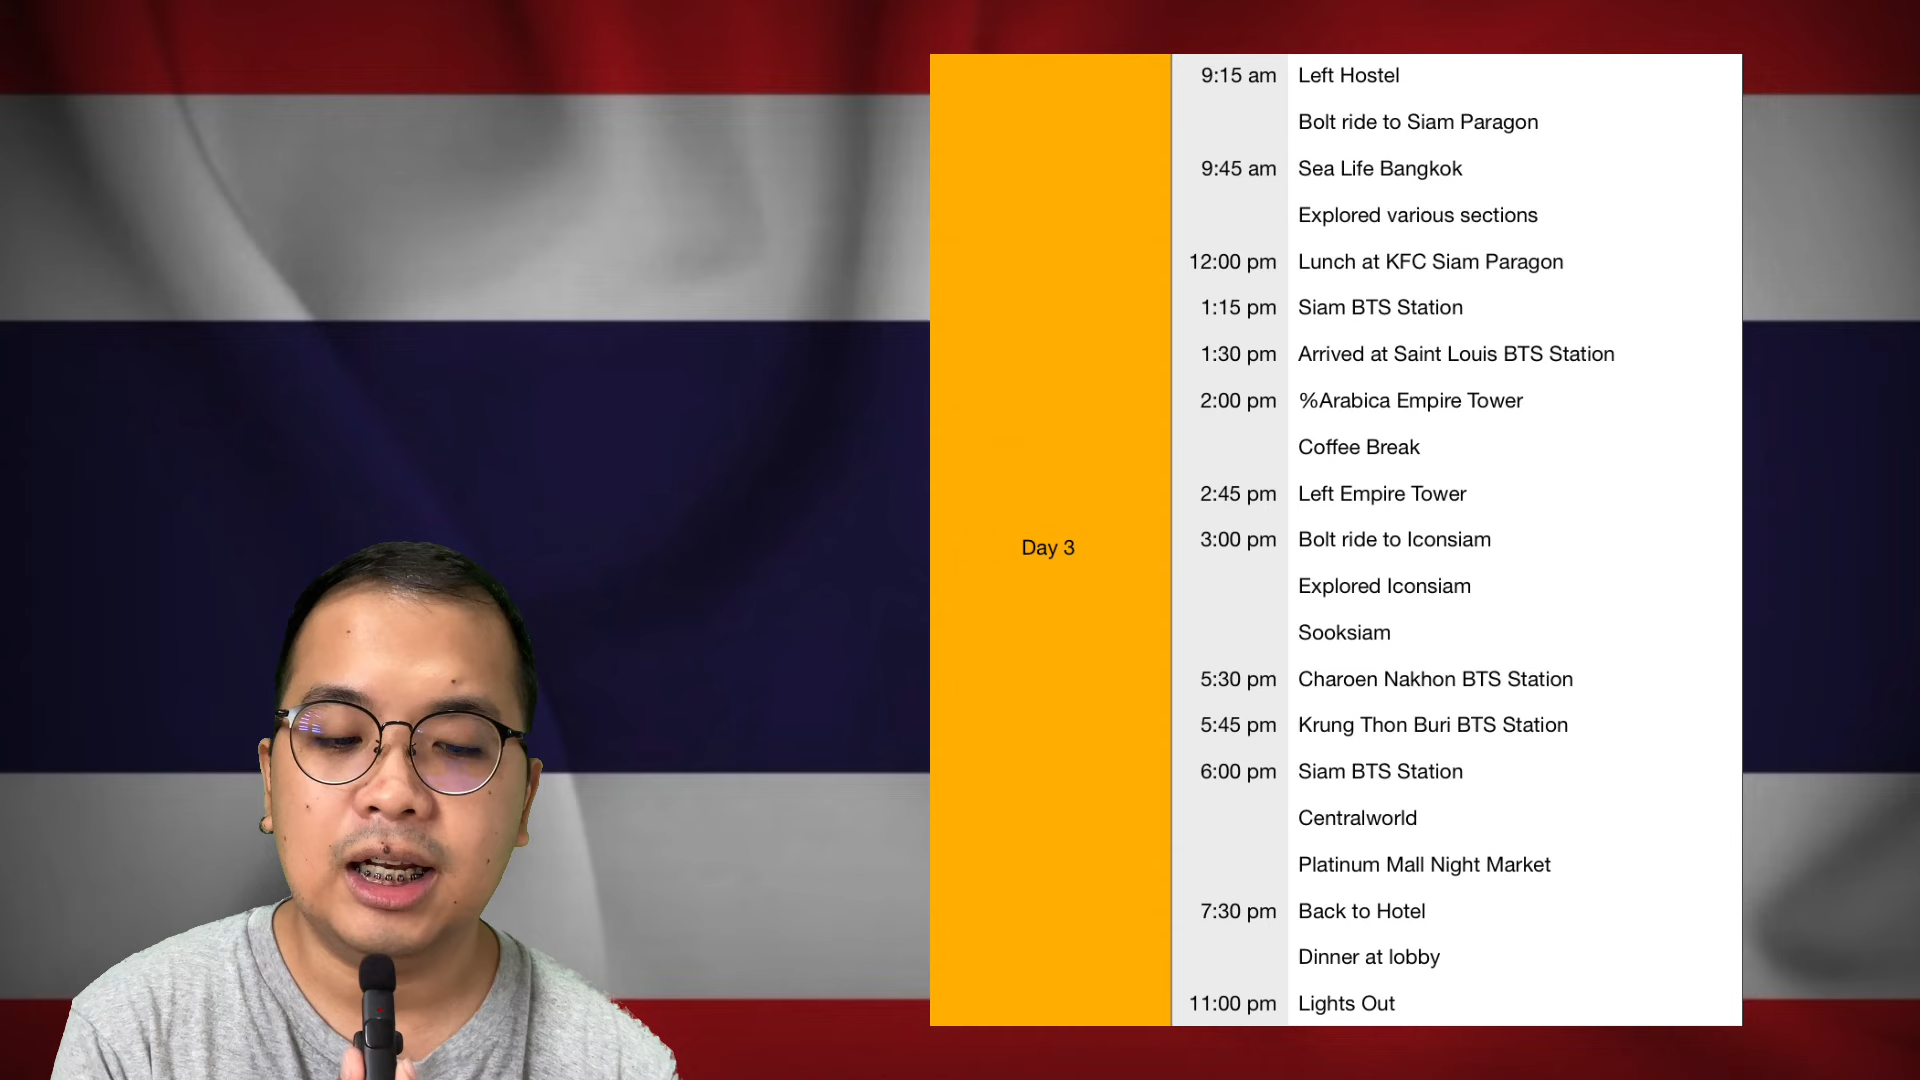 9:15 am Left Hostel
Bolt ride to Siam Paragon
9:45 am Sea Life Bangkok
Explored various sections
12:00 pm Lunch at KFC Siam Paragon
1:15 pm Siam BTS Station
1:30 pm Arrived at Saint Louis BTS Station
2:00 pm %Arabica Empire Tower
Coffee Break
2:45 pm Left Empire Tower
Day 3
3:00 pm Bolt ride to Iconsiam
Explored Iconsiam
Sooksiam
5:30 pm Charoen Nakhon BTS Station
5:45 pm Krung Thon Buri BTS Station
6:00 pm Siam BTS Station
Centralworld
Platinum Mall Night Market
7:30 pm Back to Hotel
Dinner at lobby
11:00 pm Lights Out